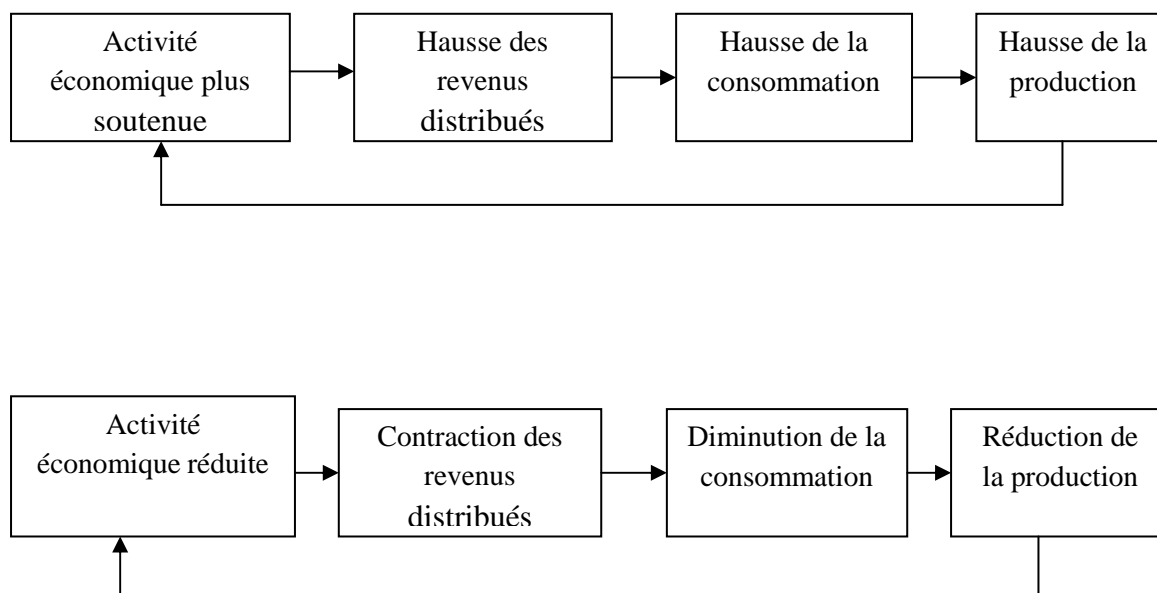 Activité
économique plus
soutenue
Hausse des
revenus
distribués
Hausse de la
consommation
Hausse de la
production
Activité
économique réduite
Contraction des
revenus
distribués
Diminution de la
consommation
Réduction de
la production